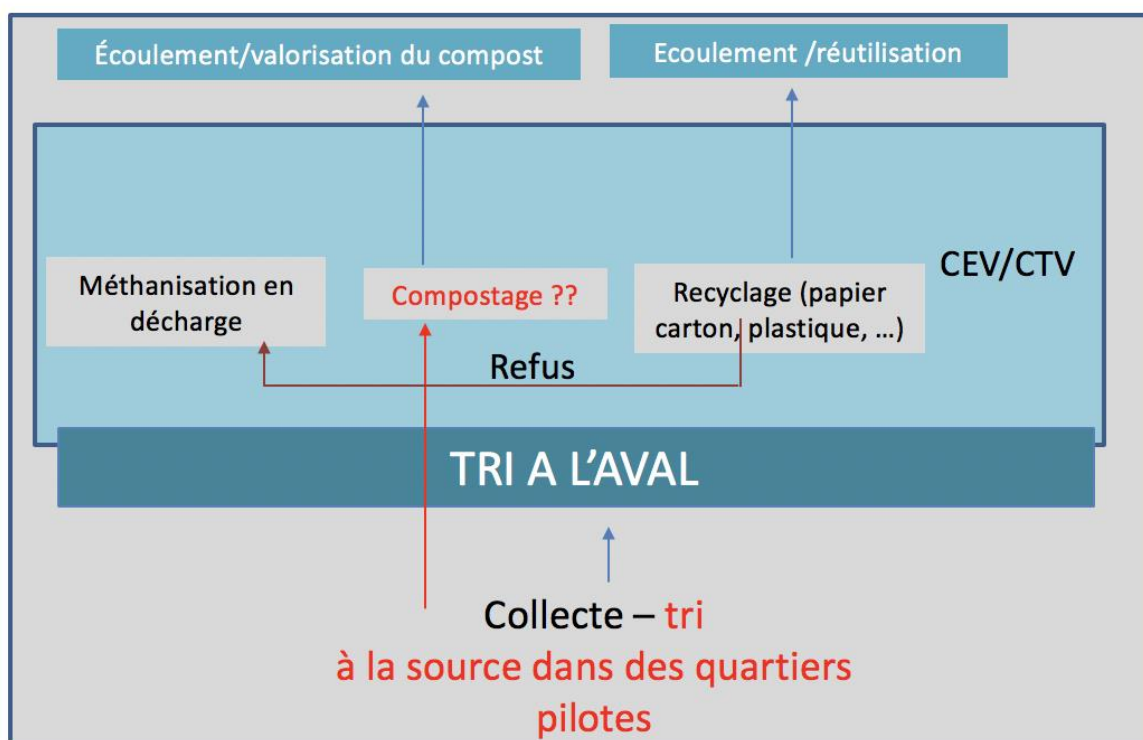 Écoulement/valorisation du compost
Ecoulement /réutilisation
CEV/CTV
Méthanisation en
décharge
Compostage ??
Recyclage (papier
carton, plastique, …)
Refus
TRI A L’AVAL
Collecte – tri
à la source dans des quartiers
pilotes